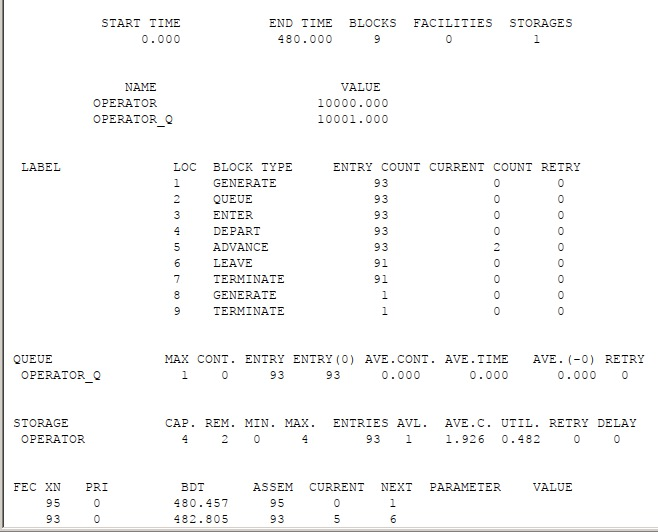 START TIME END TIME BLOCKS FACILITIES STORAGES
0.000 480.000 9 0 1
NAME VALUE
OPERATOR 10000.000
OPERATOR_Q 10001.000
LABEL LOC BLOCK TYPE ENTRY COUNT CURRENT COUNT RETRY
1 GENERATE 93 0 0
2 QUEUE 93 0 0
3 ENTER 93 0 0
4 DEPART 93 0 0
5 ADVANCE 93 2 0
6 LEAVE 91 0 0
7 TERMINATE 91 0 0
8 GENERATE 1 0 0
9 TERMINATE 1 0 0
QUEUE MAX CONT. ENTRY ENTRY(0) AVE.CONT. AVE.TIME AVE.(-0) RETRY
OPERATOR_Q 1 0 93 93 0.000 0.000 0.000 0
STORAGE CAP. REM. MIN. MAX. ENTRIES AVL. AVE.C. UTIL. RETRY DELAY
OPERATOR 4 2 0 4 93 1 1.926 0.482 0 0
FEC XN PRI BDT ASSEM CURRENT NEXT PARAMETER VALUE
95 0 480.457 95 0 1
93 0 482.805 93 5 6